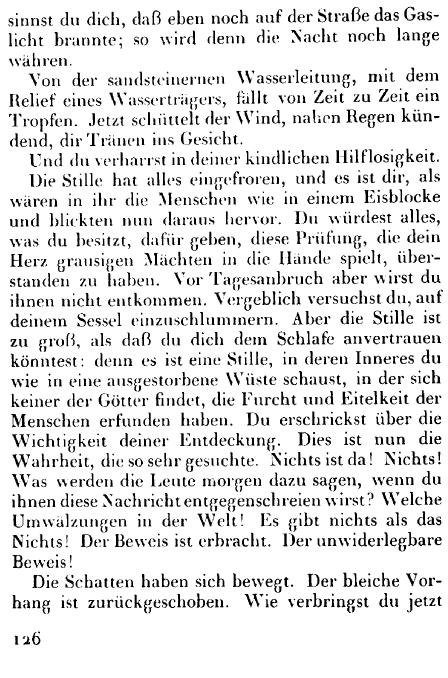 sinnst du dich, daß eben noch auf der Straße das Gas-
licht brannte; so wird denn die Nacht noch lange
währen.
Von der sandsteinernen Wasserleitung, mit dem
Relief eines Wasserträgers, fällt von Zeit zu Zeit ein
Tropfen. Jetzt schüttelt der Wind, nahen Regen kün-
dend, dir Tränen ins Gesicht.
Und du verharrst in deiner kindlichen Hilflosigkeit.
Die Stille hat alles eingefroren, und es ist dir, als
wären in ihr die Menschen wie in einem Eisblocke
und blickten nun daraus hervor. Du würdest alles,
was du besitzt, dafür geben, diese Prüfung, die dein
Herz grausigen Mächten in die Hände spielt, über-
standen zu haben. Vor Tagesanbruch aber wirst du
ihnen nicht entkommen. Vergeblich versuchst du, auf
deinem Sessel einzuschlummern. Aber die Stille ist
zu groß, als daß du dich dem Schlafe anvertrauen
könntest: denn es ist eine Stille, in deren Inneres du
wie in eine ausgestorbene Wüste schaust, in der sich
keiner der Götter findet, die Furcht und Eitelkeit der
Menschen erfunden haben. Du erschrickst über die
Wichtigkeit deiner Entdeckung. Dies ist nun die
Wahrheit, die so sehr gesuchte. Nichts ist da! Nichts!
Was werden die Leute morgen dazu sagen, wenn du
ihnen diese Nachricht entgegenschreien wirst? Welche
Umwälzungen in der Welt! Es gibt nichts als das
Nichts! Der Beweis ist erbracht. Der unwiderlegbare
Beweis!
Die Schatten haben sich bewegt. Der bleiche Vor-
hang ist zurückgeschoben. Wie verbringst du jetzt
126